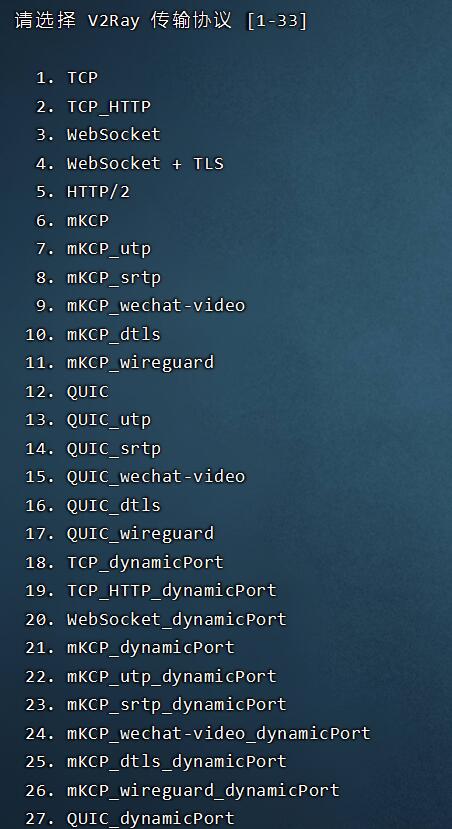 请选择 V2Ray 传输协议 [1-33]
1. TCP
2. TCP_HTTP
3. WebSocket
4. WebSocket + TLS
5. HTTP/2
6. mKCP
7. mKCP_utp
8. mKCP_srtp
9. mKCP_wechat-video
10. mKCP_dtls
11. mKCP_wireguard
12. QUIC
13. QUIC_utp
14. QUIC_srtp
15. QUIC_wechat-video
16. QUIC_dtls
17. QUIC_wireguard
18. TCP_dynamicPort
19. TCP_HTTP_dynamicPort
20. WebSocket_dynamicPort
21. mKCP_dynamicPort
22. mKCP_utp_dynamicPort
23. mKCP_srtp_dynamicPort
24. mKCP_wechat-video_dynamicPort
25. mKCP_dtls_dynamicPort
26. mKCP_wireguard_dynamicPort
27. QUIC_dynamicPort